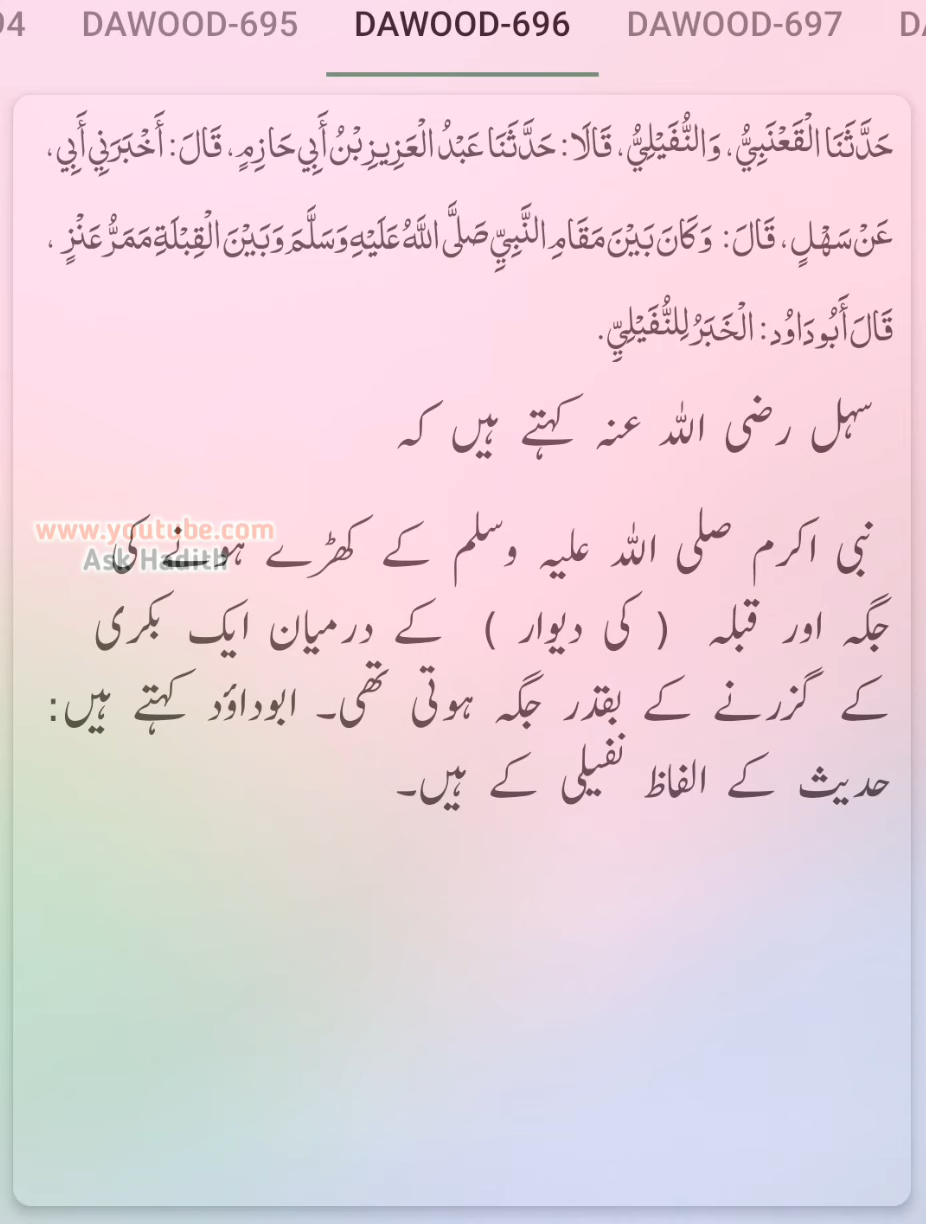 94 DAWOOD-695 DAWOOD-696 DAWOOD-697 DA
حَدَّثَنَا الْقَعْنَبِيُّ، وَالنُّفَيْلِيُّ، قَالَا: حَدَّثَنَا عَبْدُ الْعَزِيزِ بْنُ أَبِي حَازِمٍ، قَالَ: أَخْبَرَنِي أَبِي،
عَنْ سَهْلٍ، قَالَ: وَكَانَ بَيْنَ مَقَامِ النَّبِيِّ صَلَّى اللَّهُ عَلَيْهِ وَسَلَّمَ وَبَيْنَ الْقِبْلَةِ مَمَرُّ عَنْزٍ ،
قَالَ أَبُو دَاوُد: الْخَبَرُ لِلنُّفَيْلِيِّ.
سہل رضی اللہ عنہ کہتے ہیں کہ
نبی اکرم صلی اللہ علیہ وسلم کے کھڑے ہونے کی
www.youtube.com
Ask Hadith
جگہ اور قبلہ ( کی دیوار ) کے درمیان ایک بکری
کے گزرنے کے بقدر جگہ ہوتی تھی۔ ابوداؤد کہتے ہیں:
حدیث کے الفاظ نفیلی کے ہیں۔